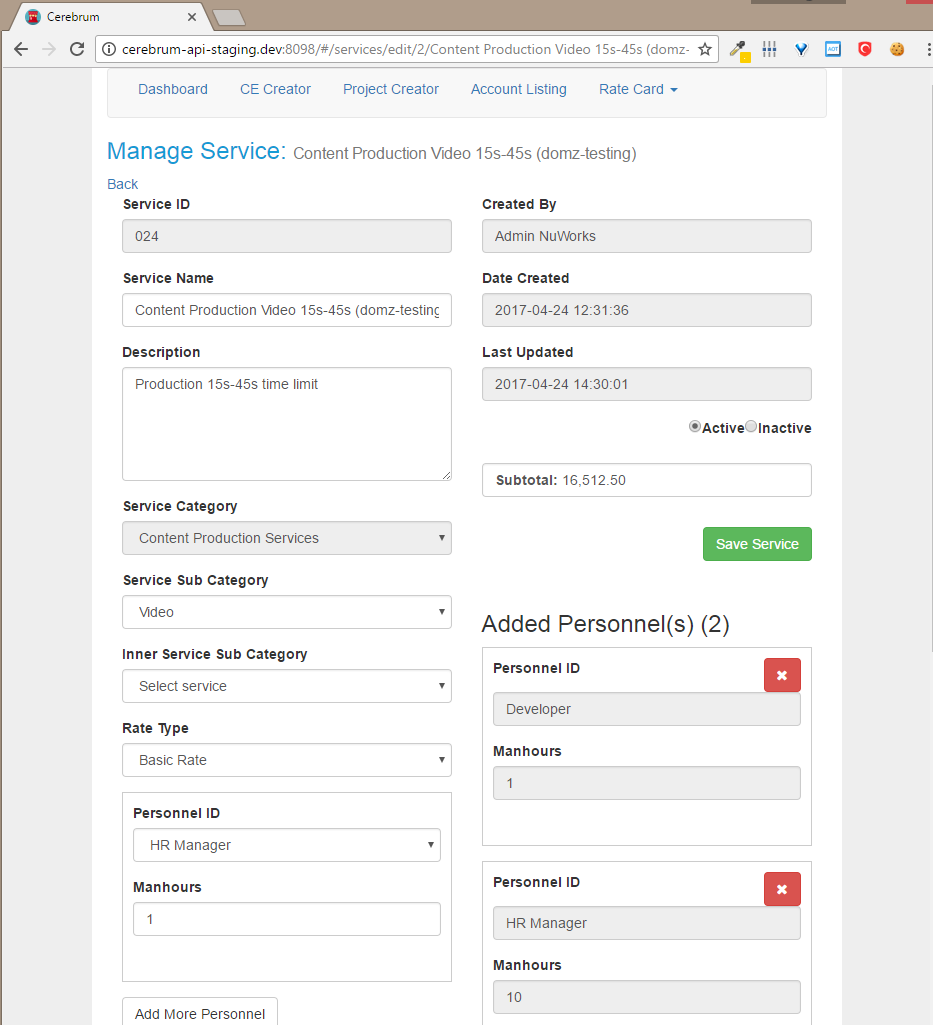 Cerebrum
cerebrum-api-staging.dev:8098/#/services/edit/2/Content Production Video 15s-45s (domz-
Dashboard CE Creator Project Creator Account Listing Rate Card
Manage Service: Content Production Video 15s-45s (domz-testing)
Back
Service ID
024
Service Name
Content Production Video 15s-45s (domz-testing
Description
Production 15s-45s time limit
Service Category
Content Production Services
Service Sub Category
Video
Inner Service Sub Category
Select service
Rate Type
Basic Rate
Personnel ID
HR Manager
Manhours
1
Add More Personnel
Created By
Admin NuWorks
Date Created
2017-04-24 12:31:36
Last Updated
2017-04-24 14:30:01
Active Inactive
Subtotal: 16,512.50
Save Service
Added Personnel(s) (2)
Personnel ID
Developer
Manhours
1
Personnel ID
HR Manager
Manhours
10